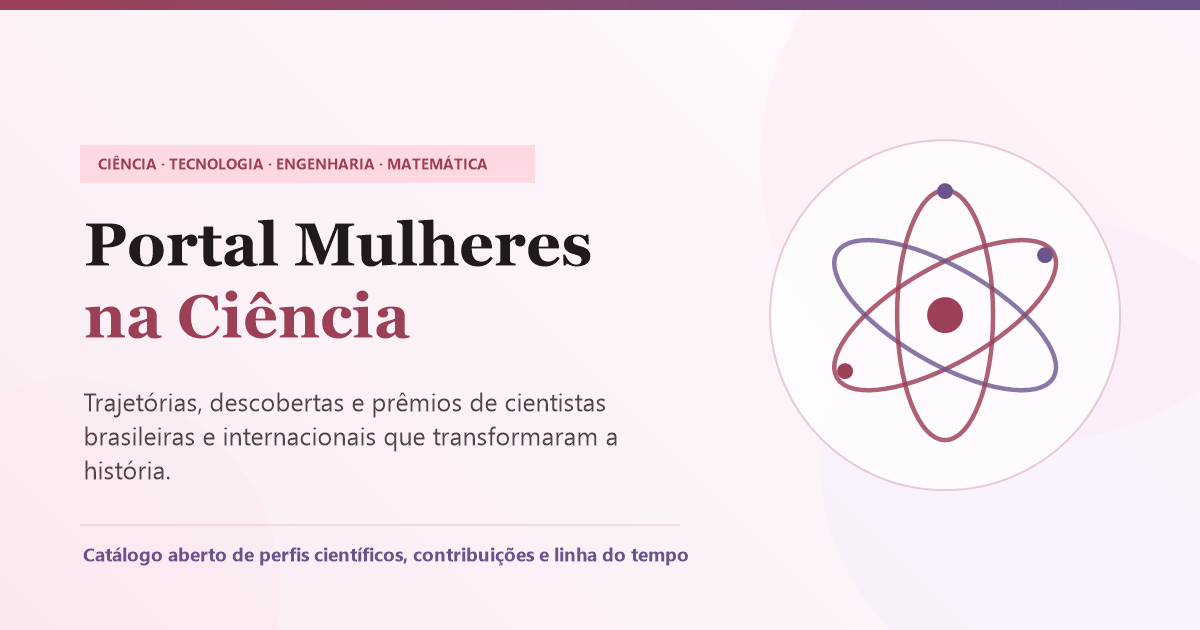 CIÊNCIA · TECNOLOGIA · ENGENHARIA · MATEMÁTICA
Portal Mulheres
na Ciência
Trajetórias, descobertas e prêmios de cientistas
brasileiras e internacionais que transformaram a
história.
Catálogo aberto de perfis científicos, contribuições e linha do tempo